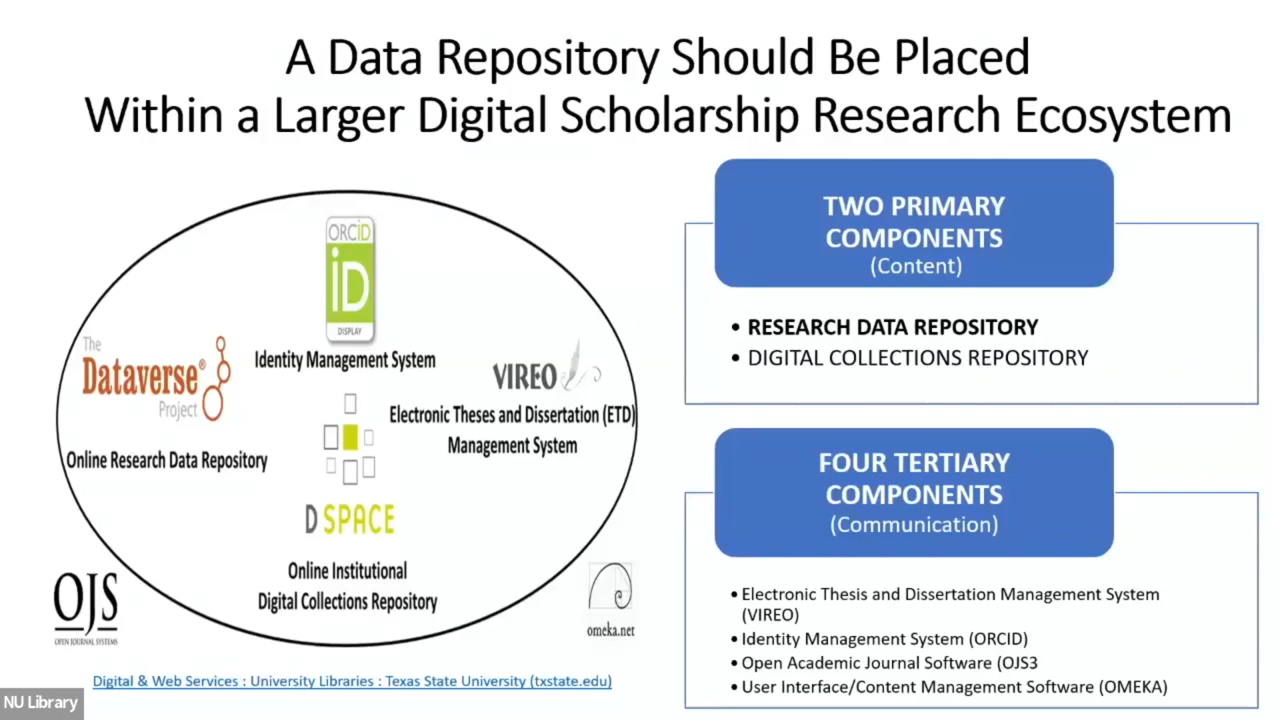 A Data Repository Should Be Placed
Within a Larger Digital Scholarship Research Ecosystem
ORCID
iD
DISPLAY
Identity Management System
The
Dataverse®
Project
Online Research Data Repository
VIREO
Electronic Theses and Dissertation (ETD)
Management System
D SPACE
Online Institutional
Digital Collections Repository
OJS
OPEN JOURNAL SYSTEMS
omeka.net
Digital & Web Services : University Libraries : Texas State University (txstate.edu)
NU Library
TWO PRIMARY
COMPONENTS
(Content)
• RESEARCH DATA REPOSITORY
• DIGITAL COLLECTIONS REPOSITORY
FOUR TERTIARY
COMPONENTS
(Communication)
• Electronic Thesis and Dissertation Management System
(VIREO)
• Identity Management System (ORCID)
• Open Academic Journal Software (OJS3
• User Interface/Content Management Software (OMEKA)